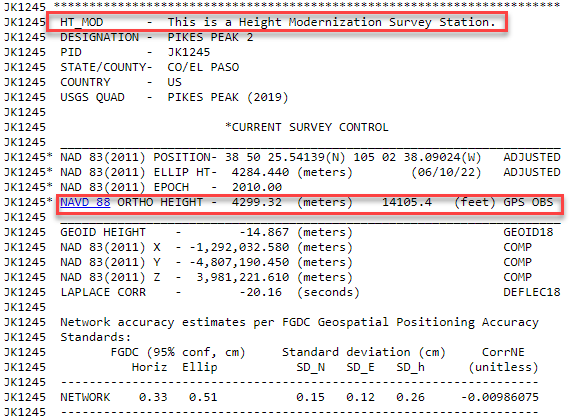 JK1245 ***********************************************************************
JK1245  HT_MOD      -  This is a Height Modernization Survey Station.
JK1245  DESIGNATION -  PIKES PEAK 2
JK1245  PID         -  JK1245
JK1245  STATE/COUNTY-  CO/EL PASO
JK1245  COUNTRY     -  US
JK1245  USGS QUAD   -  PIKES PEAK (2019)
JK1245
JK1245                         *CURRENT SURVEY CONTROL
JK1245  ______________________________________________________________________
JK1245* NAD 83(2011) POSITION- 38 50 25.54139(N) 105 02 38.09024(W)   ADJUSTED
JK1245* NAD 83(2011) ELLIP HT-  4284.440 (meters)        (06/10/22)   ADJUSTED
JK1245* NAD 83(2011) EPOCH   -  2010.00
JK1245* NAVD 88 ORTHO HEIGHT -  4299.32  (meters)    14105.4   (feet) GPS OBS
JK1245  ______________________________________________________________________
JK1245  GEOID HEIGHT    -        -14.867 (meters)                     GEOID18
JK1245  NAD 83(2011) X  - -1,292,032.580 (meters)                     COMP
JK1245  NAD 83(2011) Y  - -4,807,190.450 (meters)                     COMP
JK1245  NAD 83(2011) Z  -  3,981,221.610 (meters)                     COMP
JK1245  LAPLACE CORR    -        -20.16  (seconds)                    DEFLEC18
JK1245
JK1245  Network accuracy estimates per FGDC Geospatial Positioning Accuracy
JK1245  Standards:
JK1245         FGDC (95% conf, cm)     Standard deviation (cm)     CorrNE
JK1245            Horiz  Ellip           SD_N   SD_E   SD_h      (unitless)
JK1245  -------------------------------------------------------------------
JK1245  NETWORK    0.33   0.51           0.15   0.12   0.26     -0.00986075
JK1245  -------------------------------------------------------------------